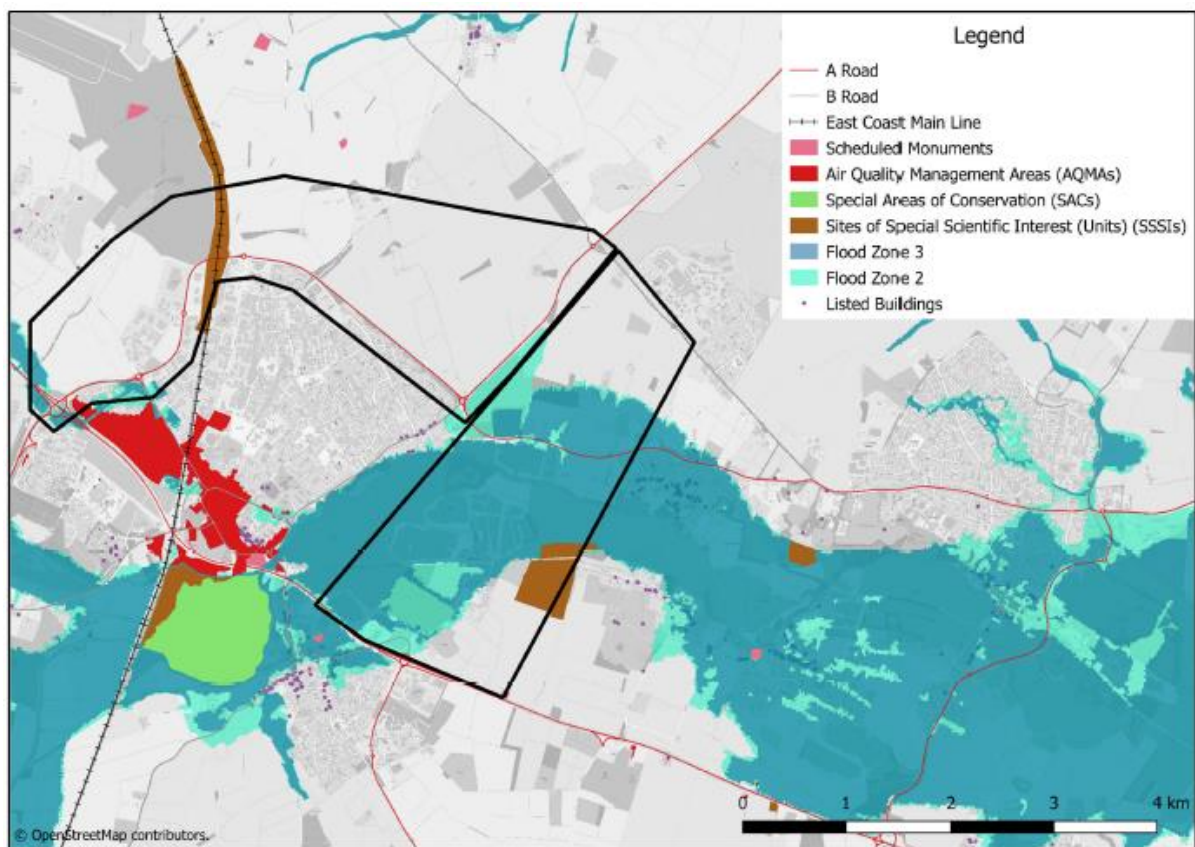 Legend
A Road
B Road
East Coast Main Line
Scheduled Monuments
Air Quality Management Areas (AQMAs)
Special Areas of Conservation (SACs)
Sites of Special Scientific Interest (Units) (SSSIs)
Flood Zone 3
Flood Zone 2
Listed Buildings
0 1 2 3 4 km
© OpenStreetMap contributors.